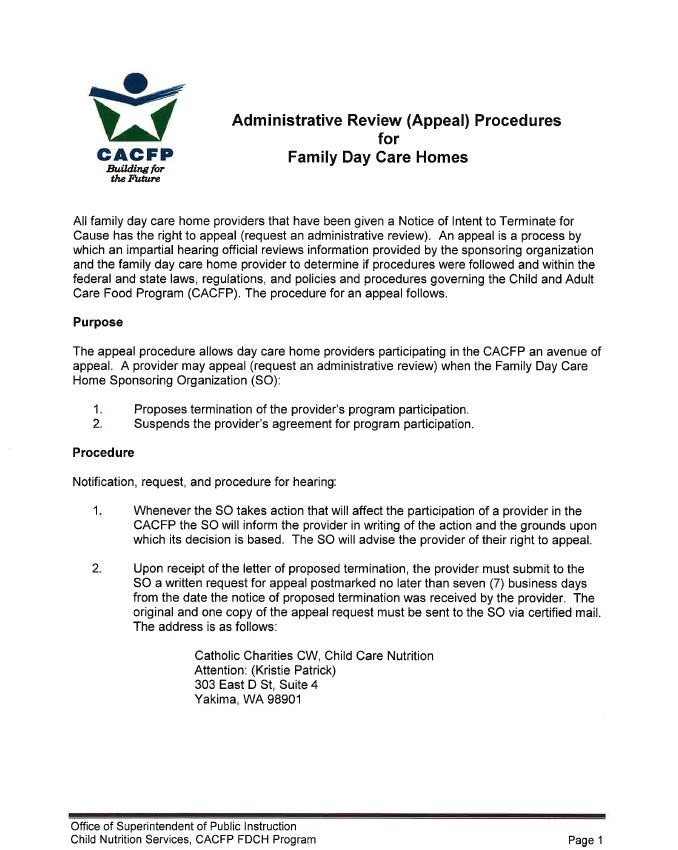 Administrative Review (Appeal) Procedures
for
Family Day Care Homes
CACFP
Building for
the Future
All family day care home providers that have been given a Notice of Intent to Terminate for
Cause has the right to appeal (request an administrative review). An appeal is a process by
which an impartial hearing official reviews information provided by the sponsoring organization
and the family day care home provider to determine if procedures were followed and within the
federal and state laws, regulations, and policies and procedures governing the Child and Adult
Care Food Program (CACFP). The procedure for an appeal follows.
Purpose
The appeal procedure allows day care home providers participating in the CACFP an avenue of
appeal. A provider may appeal (request an administrative review) when the Family Day Care
Home Sponsoring Organization (SO):
1. Proposes termination of the provider's program participation.
2. Suspends the provider's agreement for program participation.
Procedure
Notification, request, and procedure for hearing:
1. Whenever the SO takes action that will affect the participation of a provider in the
CACFP the SO will inform the provider in writing of the action and the grounds upon
which its decision is based. The SO will advise the provider of their right to appeal.
2. Upon receipt of the letter of proposed termination, the provider must submit to the
SO a written request for appeal postmarked no later than seven (7) business days
from the date the notice of proposed termination was received by the provider. The
original and one copy of the appeal request must be sent to the SO via certified mail.
The address is as follows:
Catholic Charities CW, Child Care Nutrition
Attention: (Kristie Patrick)
303 East D St, Suite 4
Yakima, WA 98901
Office of Superintendent of Public Instruction
Child Nutrition Services, CACFP FDCH Program
Page 1